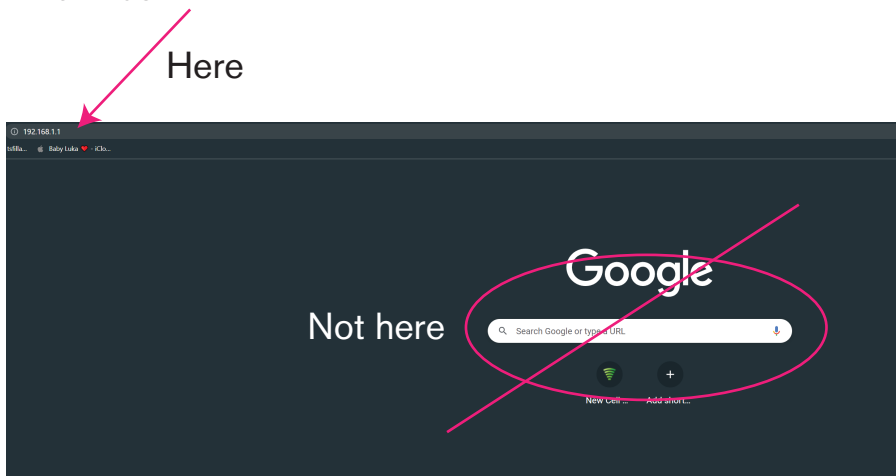 Here
192.168.1.1
Baby Luka ❤ - iClo...
Google
Not here
Search Google or type a URL
New Cell ... Add short...